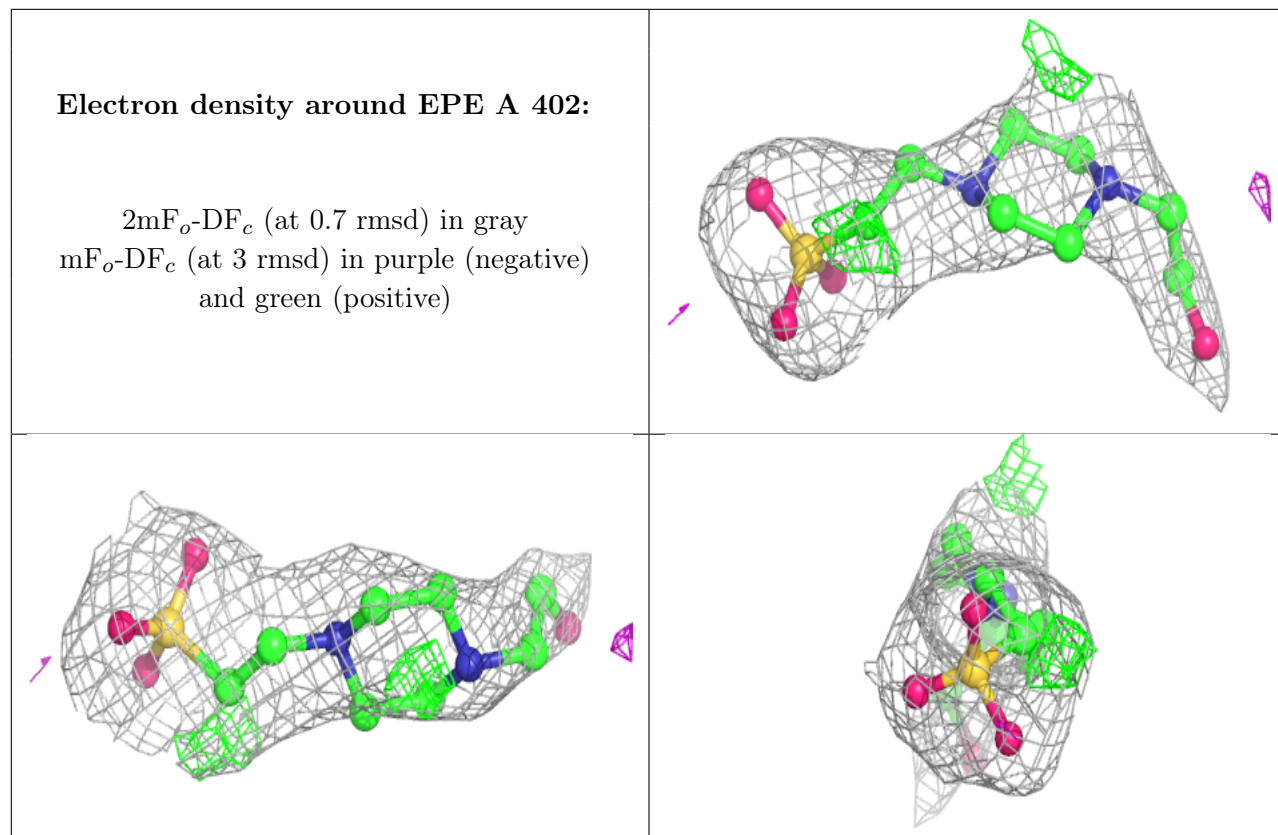 Electron density around EPE A 402:
2mFo-DFc (at 0.7 rmsd) in gray
mFo-DFc (at 3 rmsd) in purple (negative)
and green (positive)